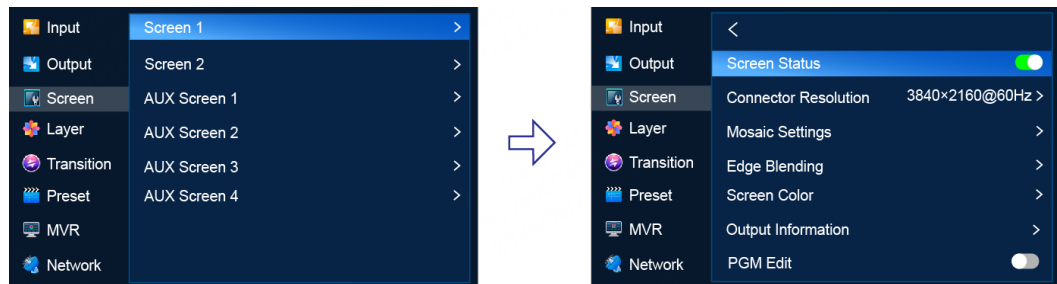 Input
Output
Screen
Layer
Transition
Preset
MVR
Network
Screen 1 >
Screen 2 >
AUX Screen 1 >
AUX Screen 2 >
AUX Screen 3 >
AUX Screen 4 >
Input
Output
Screen
Layer
Transition
Preset
MVR
Network
<
Screen Status
Connector Resolution 3840×2160@60Hz >
Mosaic Settings >
Edge Blending >
Screen Color >
Output Information >
PGM Edit